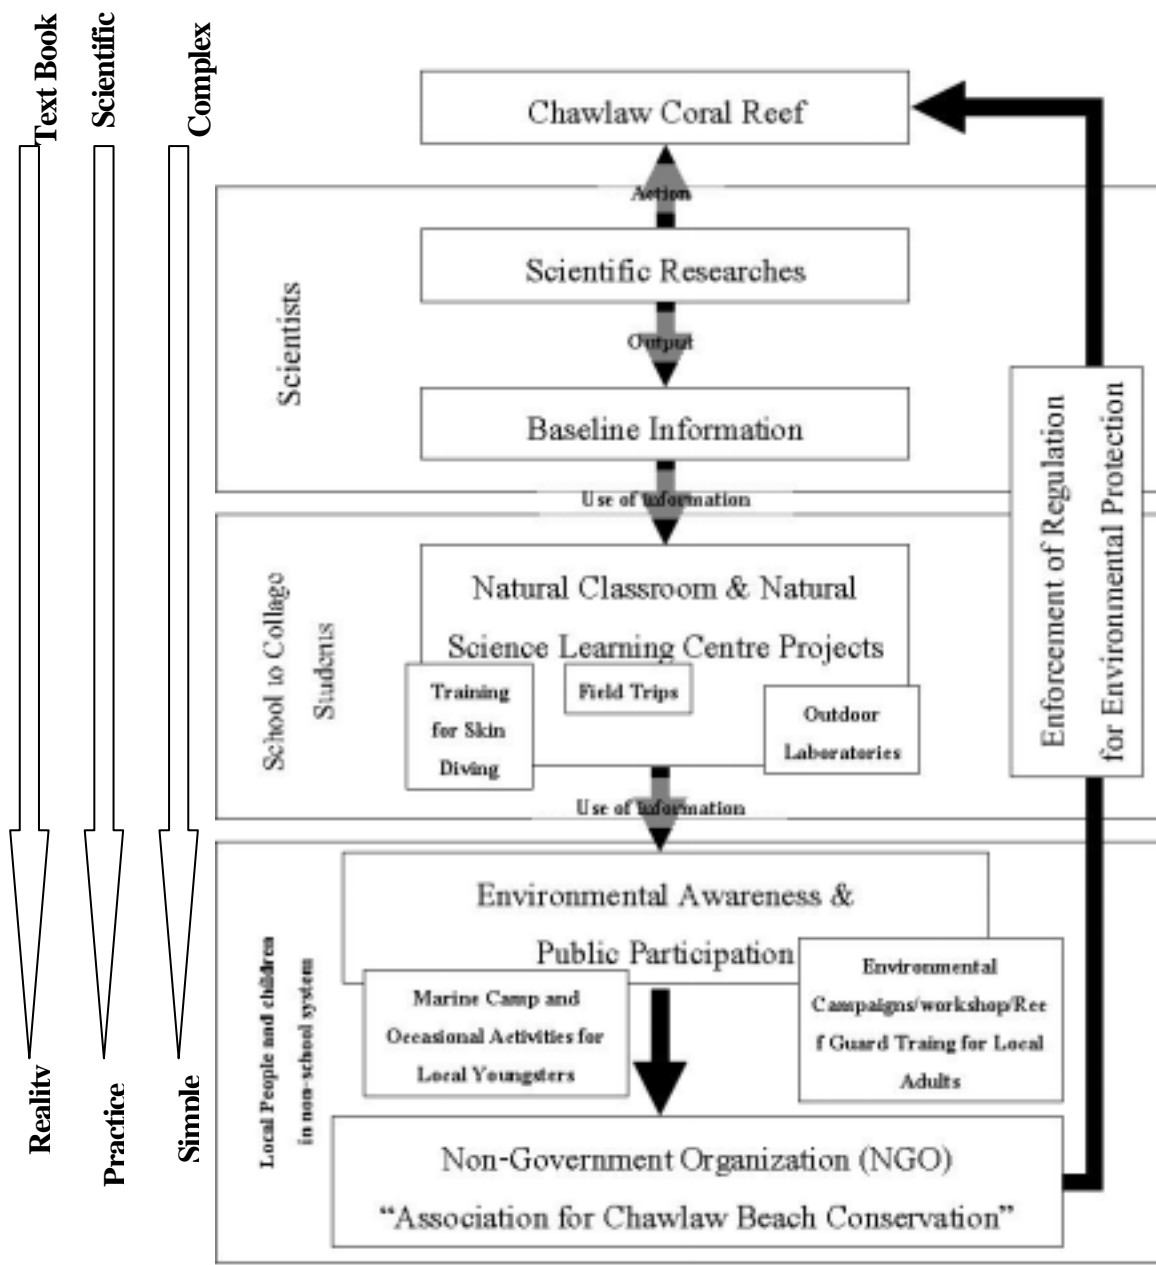 Text Book
Scientific
Complex
Chawlaw Coral Reef
Action
Scientific Researches
Output
Baseline Information
Scientists
Use of information
Natural Classroom & Natural
Science Learning Centre Projects
Training
for Skin
Diving
Field Trips
Outdoor
Laboratories
School to Collago
Students
Use of information
Environmental Awareness &
Public Participation
Marine Camp and
Occasional Activities for
Local Youngsters
Environmental
Campaigns/workshop/Ree
f Guard Traing for Local
Adults
Local People and children
in non-school system
Non-Government Organization (NGO)
“Association for Chawlaw Beach Conservation”
Enforcement of Regulation
for Environmental Protection
Reality
Practice
Simple